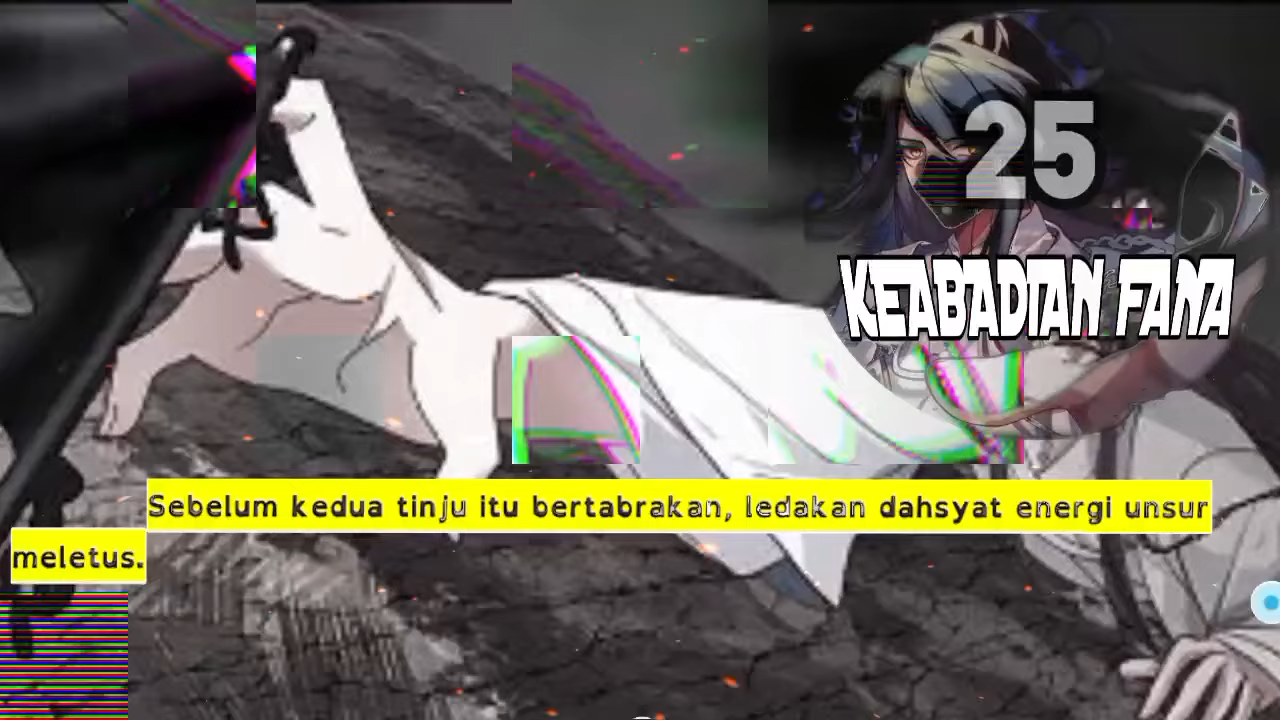 25
KEABADIAN FANA
Sebelum kedua tinju itu bertabrakan, ledakan dahsyat energi unsur
meletus.